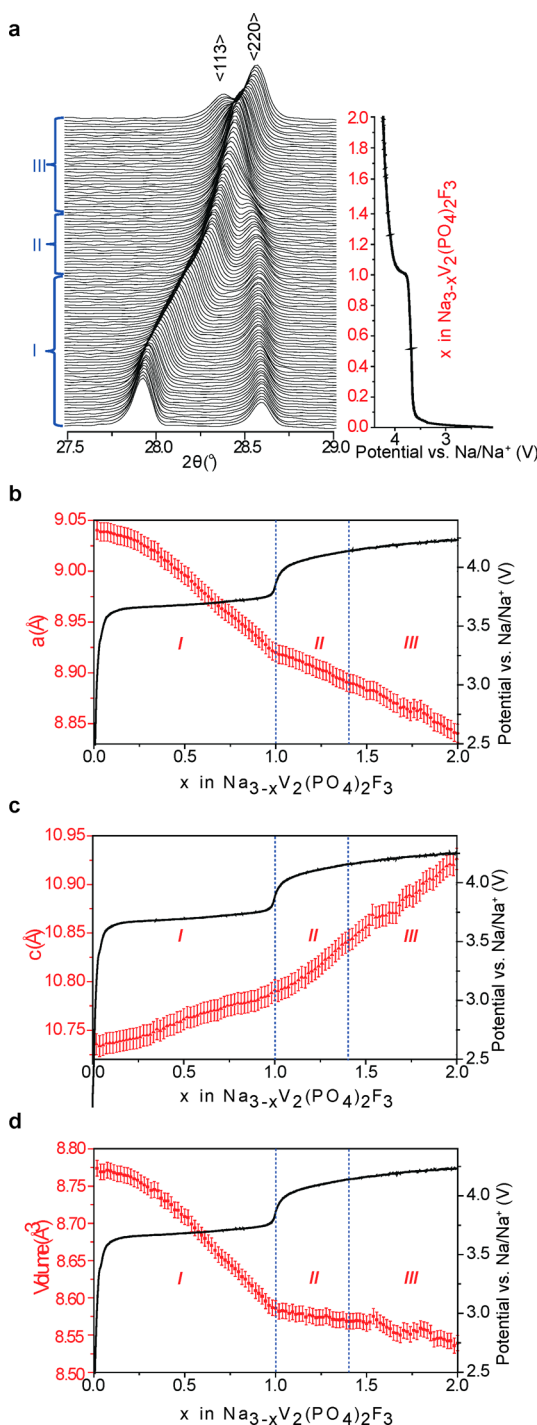 a
<113>
<220>
III
II
I
27.5 28.0 28.5 29.0
2θ(°)
2.0
1.8
1.6
1.4
1.2
1.0
0.8
0.6
0.4
0.2
0.0
x in Na3-xV2(PO4)2F3
4 3
Potential vs. Na/Na+ (V)
b
9.05
9.00
8.95
8.90
8.85
a(Å)
I II III
4.0
3.5
3.0
2.5
Potential vs. Na/Na+ (V)
0.0 0.5 1.0 1.5 2.0
x in Na3-xV2(PO4)2F3
c
10.95
10.90
10.85
10.80
10.75
c(Å)
I II III
4.0
3.5
3.0
2.5
Potential vs. Na/Na+ (V)
0.0 0.5 1.0 1.5 2.0
x in Na3-xV2(PO4)2F3
d
8.80
8.75
8.70
8.65
8.60
8.55
8.50
Volume(Å3)
I II III
4.0
3.5
3.0
2.5
Potential vs. Na/Na+ (V)
0.0 0.5 1.0 1.5 2.0
x in Na3-xV2(PO4)2F3